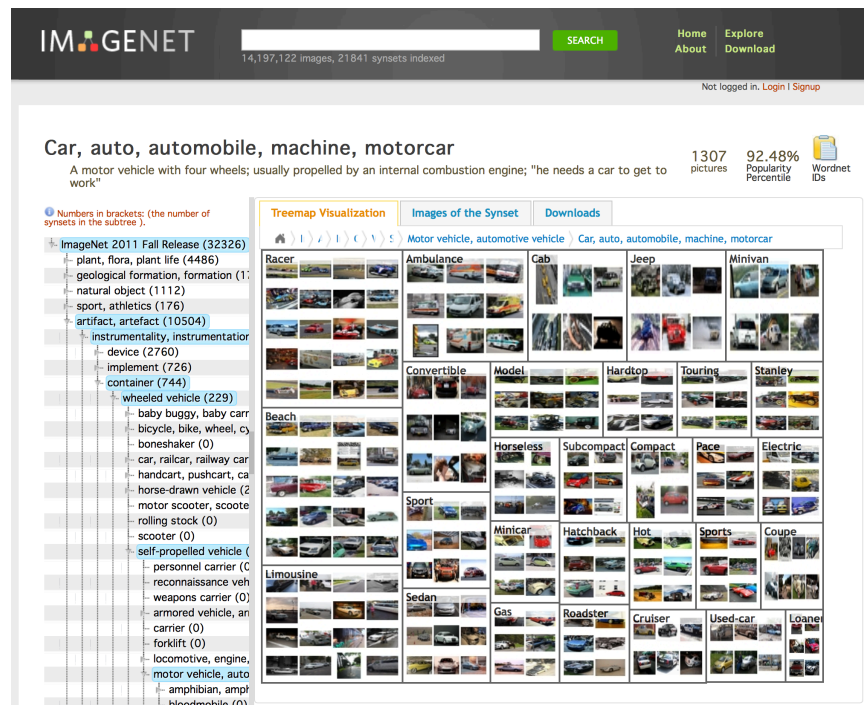 IMAGENET
SEARCH
14,197,122 images, 21841 synsets indexed
Home Explore
About Download
Not logged in. Login I Signup
Car, auto, automobile, machine, motorcar
A motor vehicle with four wheels; usually propelled by an internal combustion engine; "he needs a car to get to
work"
1307
pictures
92.48%
Popularity
Percentile
Wordnet
IDs
Numbers in brackets: (the number of
synsets in the subtree ).
ImageNet 2011 Fall Release (32326)
plant, flora, plant life (4486)
geological formation, formation (17
natural object (1112)
sport, athletics (176)
artifact, artefact (10504)
instrumentality, instrumentation
device (2760)
implement (726)
container (744)
wheeled vehicle (229)
baby buggy, baby carr
bicycle, bike, wheel, cy
boneshaker (0)
car, railcar, railway car
handcart, pushcart, ca
horse-drawn vehicle (2
motor scooter, scoote
rolling stock (0)
scooter (0)
self-propelled vehicle (
personnel carrier (0
reconnaissance veh
weapons carrier (0)
armored vehicle, arm
carrier (0)
forklift (0)
locomotive, engine,
motor vehicle, auto
amphibian, amph
bloodmobile (0)
Treemap Visualization
Images of the Synset
Downloads
Motor vehicle, automotive vehicle
Car, auto, automobile, machine, motorcar
Racer
Ambulance
Cab
Jeep
Minivan
Convertible
Model
Hardtop
Touring
Stanley
Beach
Horseless
Subcompact
Compact
Pace
Electric
Sport
Minicar
Hatchback
Hot
Sports
Coupe
Limousine
Sedan
Gas
Roadster
Cruiser
Used-car
Loaner